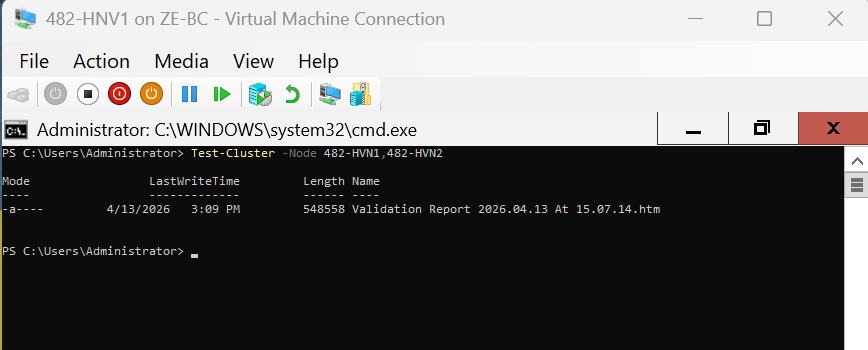 482-HNV1 on ZE-BC - Virtual Machine Connection
File Action Media View Help
Administrator: C:\WINDOWS\system32\cmd.exe
PS C:\Users\Administrator> Test-Cluster -Node 482-HVN1,482-HVN2
Mode LastWriteTime Length Name
---- ------------- ------ ----
-a---- 4/13/2026 3:09 PM 548558 Validation Report 2026.04.13 At 15.07.14.htm
PS C:\Users\Administrator>